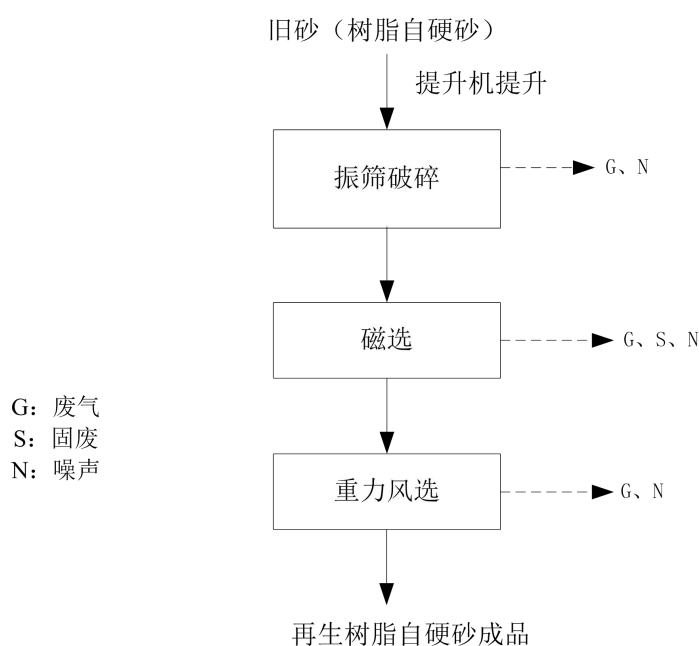 旧砂（树脂自硬砂）
提升机提升
振筛破碎
G、N
磁选
G、S、N
G：废气
S：固废
N：噪声
重力风选
G、N
再生树脂自硬砂成品